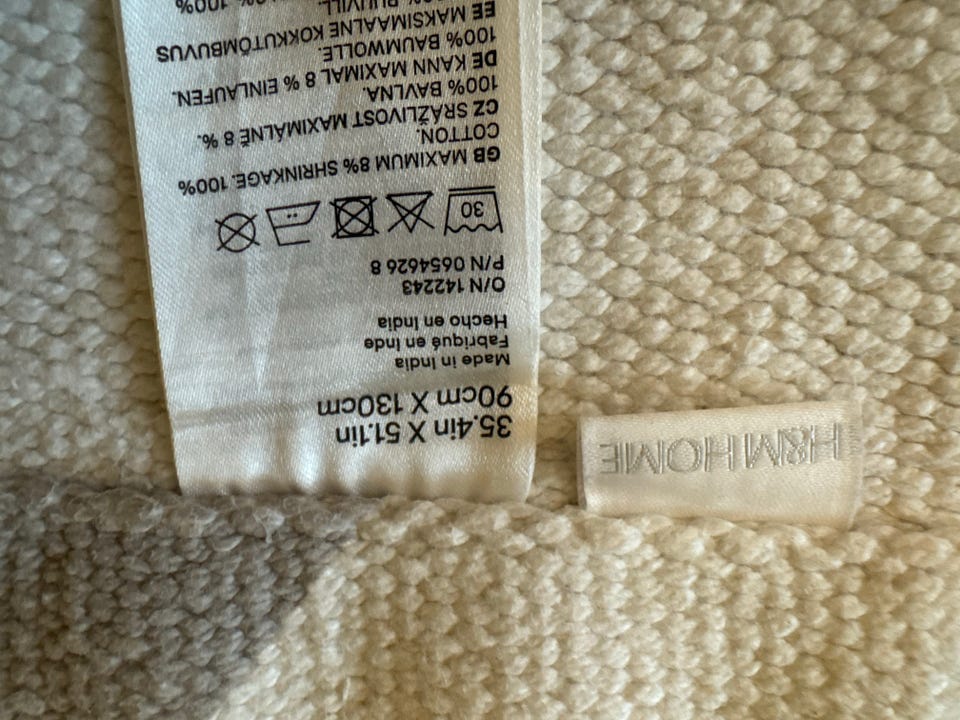 H&M HOME
35.4in X 51.1in
90cm X 130cm
Made in India
Fabriqué en Inde
Hecho en India
O/N 142243
P/N 0654626 8
30
GB MAXIMUM 8% SHRINKAGE. 100%
COTTON.
CZ SRÁŽLIVOST MAXIMÁLNĚ 8 %.
100% BAVLNA.
DE KANN MAXIMAL 8 % EINLAUFEN.
100% BAUMWOLLE.
EE MAKSIMAALNE KOKKUTÕMBUVUS
PUUVILL.
100%